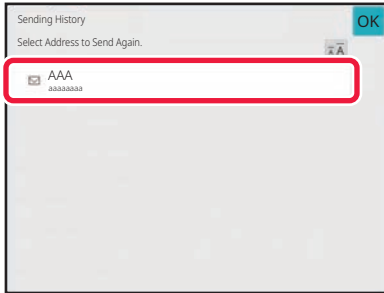 Sending History
OK
Select Address to Send Again.
AAA
aaaaaaaa